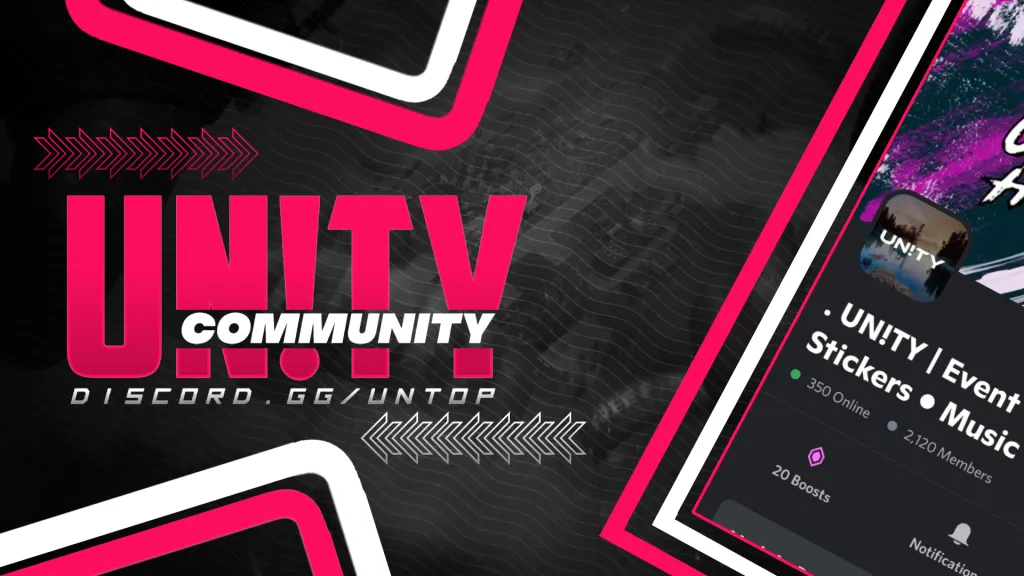 UN!TY
COMMUNITY
DISCORD.GG/UNTOP
UN!TY
. UN!TY | Event
Stickers ● Music
350 Online
2,120 Members
20 Boosts